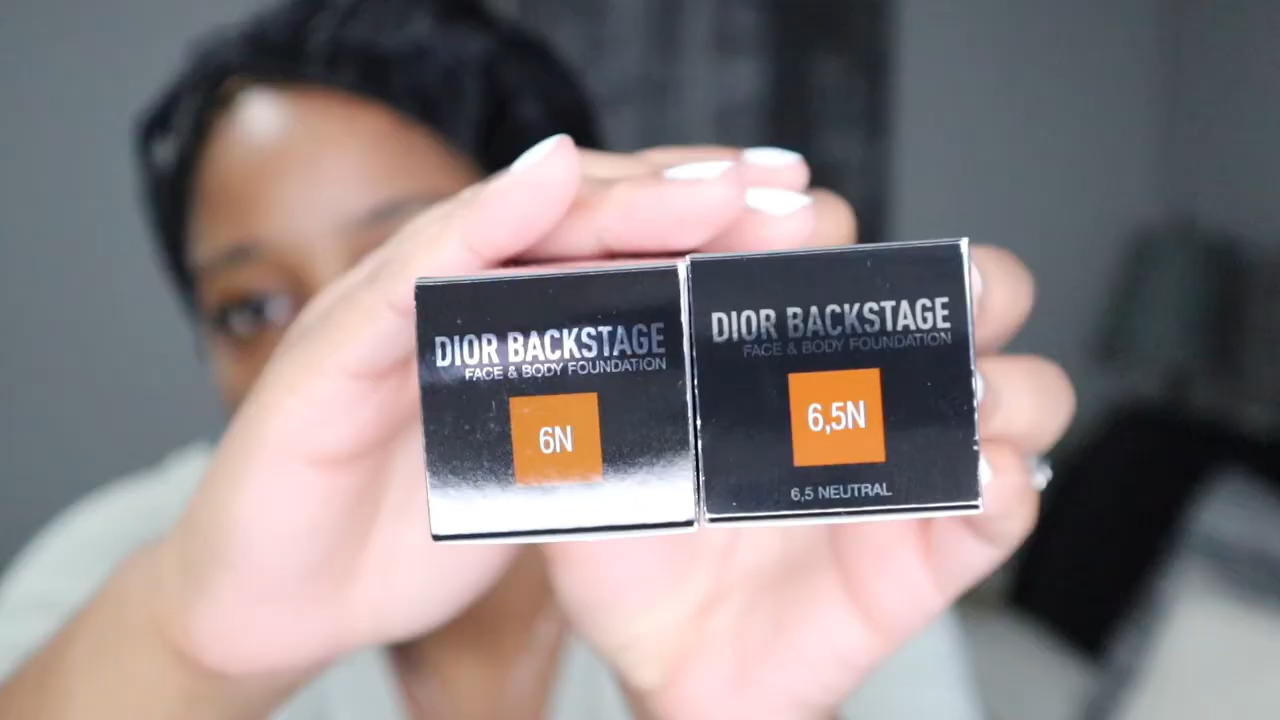 DIOR BACKSTAGE
FACE & BODY FOUNDATION
6N
DIOR BACKSTAGE
FACE & BODY FOUNDATION
6,5N
6,5 NEUTRAL